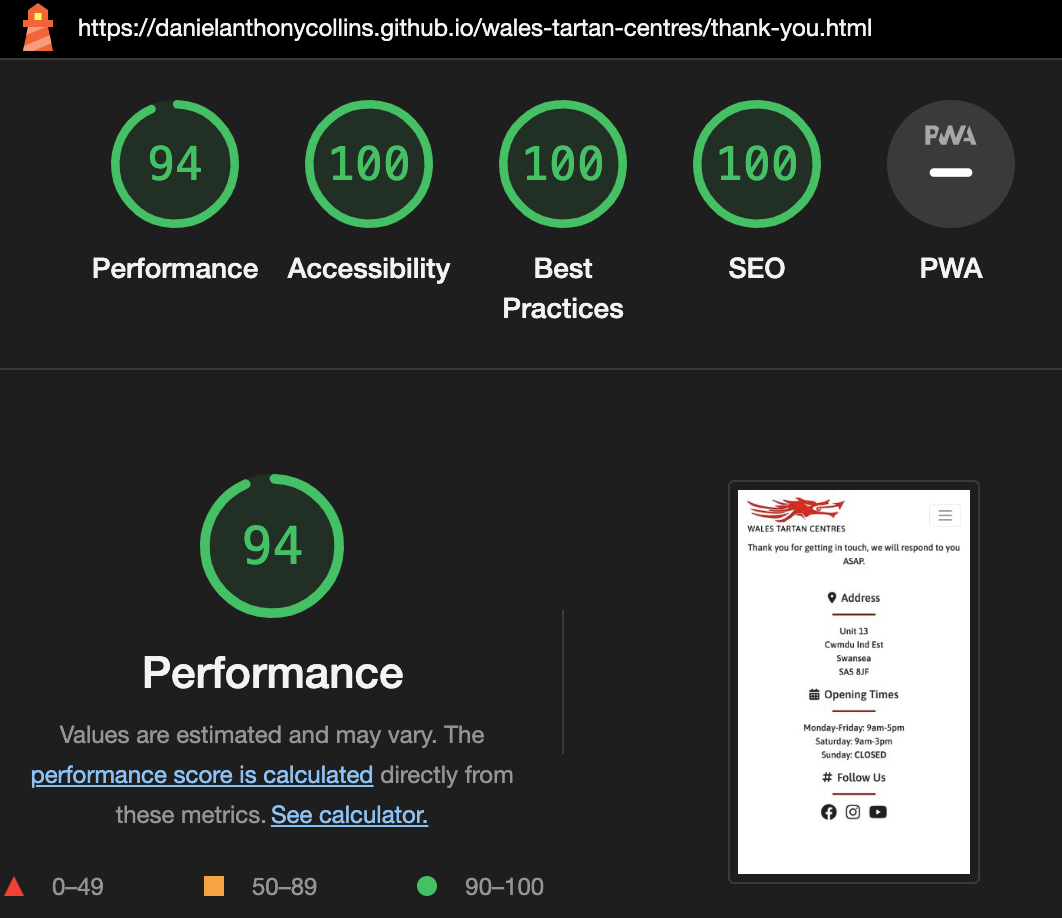 https://danielanthonycollins.github.io/wales-tartan-centres/thank-you.html
94
100
100
100
PWA
Performance
Accessibility
Best
Practices
SEO
PWA
94
Performance
Values are estimated and may vary. The
performance score is calculated directly from
these metrics. See calculator.
0–49
50–89
90–100
WALES TARTAN CENTRES
Thank you for getting in touch, we will respond to you
ASAP.
Address
Unit 13
Cwmdu Ind Est
Swansea
SA5 8JF
Opening Times
Monday-Friday: 9am-5pm
Saturday: 9am-3pm
Sunday: CLOSED
# Follow Us